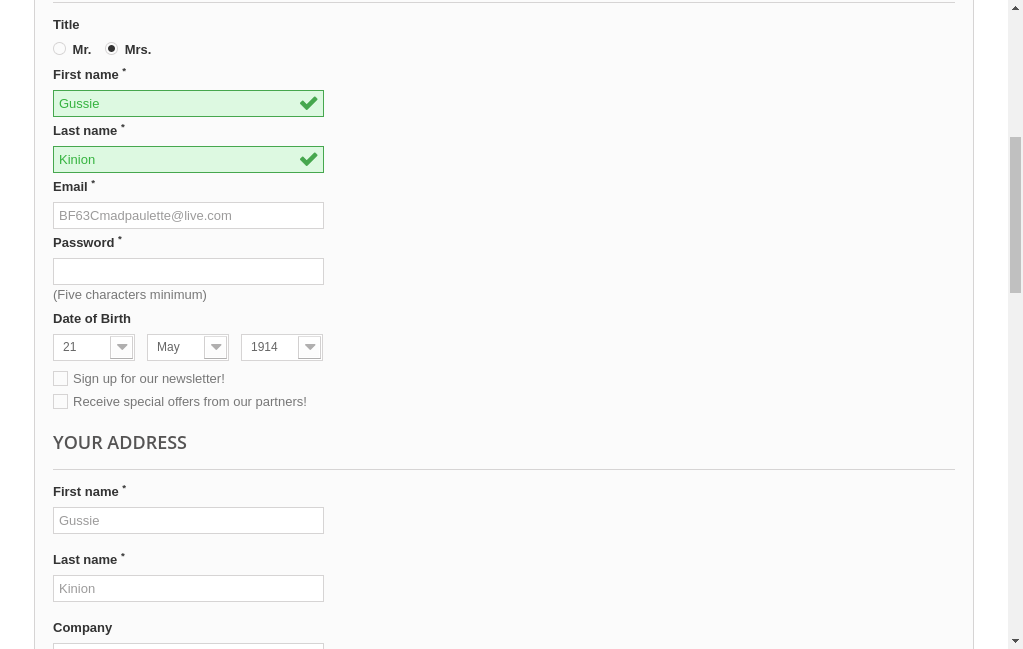 Title
Mr. Mrs.
First name *
Gussie
Last name *
Kinion
Email *
BF63Cmadpaulette@live.com
Password *
(Five characters minimum)
Date of Birth
21 May 1914
Sign up for our newsletter!
Receive special offers from our partners!
YOUR ADDRESS
First name *
Gussie
Last name *
Kinion
Company